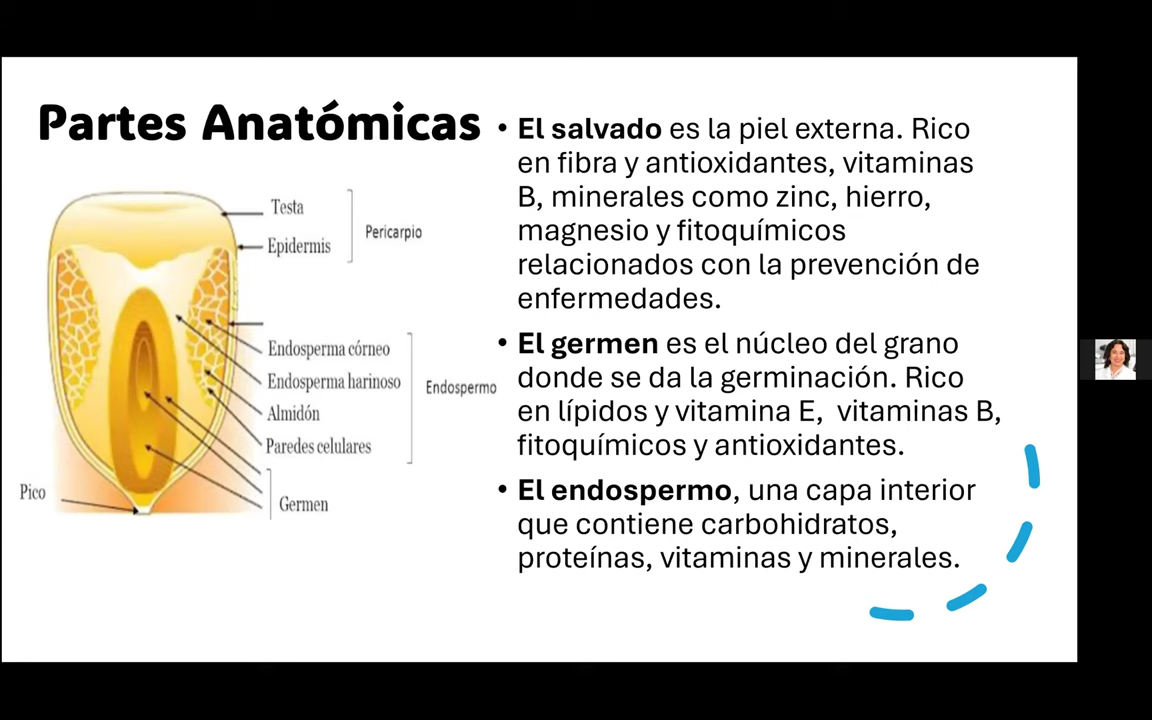 Partes Anatómicas
Testa
Epidermis
Pericarpio
Endosperma córneo
Endosperma harinoso
Almidón
Paredes celulares
Endospermo
Germen
Pico
• El salvado es la piel externa. Rico
en fibra y antioxidantes, vitaminas
B, minerales como zinc, hierro,
magnesio y fitoquímicos
relacionados con la prevención de
enfermedades.
• El germen es el núcleo del grano
donde se da la germinación. Rico
en lípidos y vitamina E, vitaminas B,
fitoquímicos y antioxidantes.
• El endospermo, una capa interior
que contiene carbohidratos,
proteínas, vitaminas y minerales.